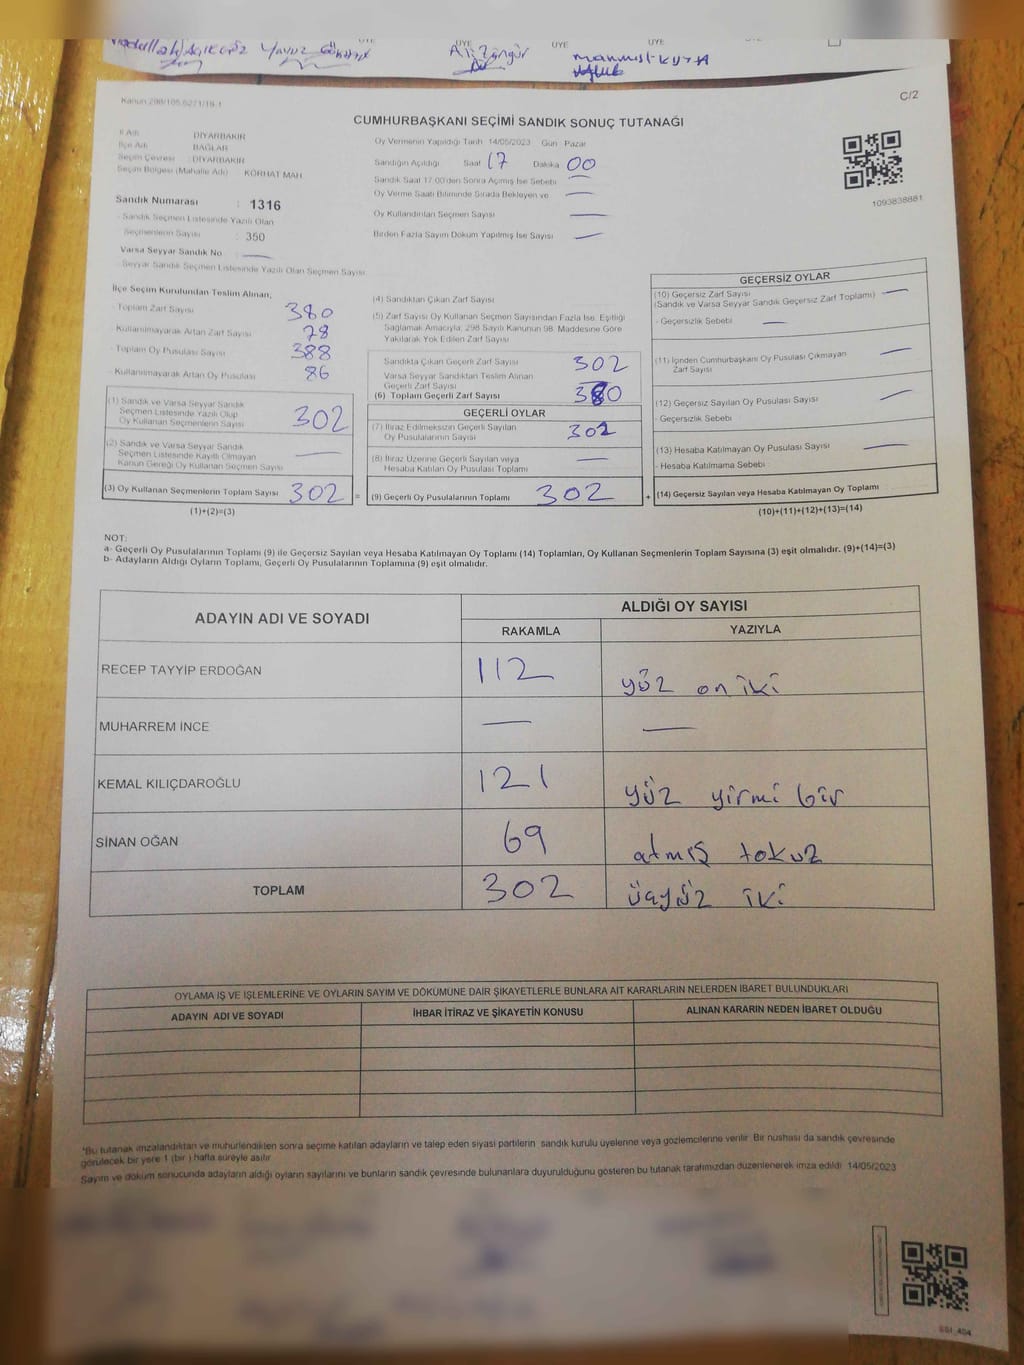 ÜYE ÜYE ÜYE
Yavuz
Ali Züngür
C/2
CUMHURBAŞKANI SEÇİMİ SANDIK SONUÇ TUTANAĞI
İl Adı DİYARBAKIR
İlçe Adı BAĞLAR
Seçim Çevresi : DİYARBAKIR
Seçim Bölgesi (Mahalle Adı) KORHAT MAH.
Oy Vermenin Yapıldığı Tarih 14/05/2023 Gün Pazar
Sandığın Açıldığı Saat 17 Dakika 00
Sandık Saat 17:00'den Sonra Açılmış İse Sebebi —
Oy Verme Saati Bitiminde Sırada Bekleyen ve —
Oy Kullandırılan Seçmen Sayısı —
Birden Fazla Sayım Döküm Yapılmış İse Sayısı —
1093838881
Sandık Numarası : 1316
- Sandık Seçmen Listesinde Yazılı Olan
Seçmenlerin Sayısı : 350
Varsa Seyyar Sandık No —
- Seyyar Sandık Seçmen Listesinde Yazılı Olan Seçmen Sayısı
İlçe Seçim Kurulundan Teslim Alınan;
- Toplam Zarf Sayısı 380
- Kullanılmayarak Artan Zarf Sayısı 78
- Toplam Oy Pusulası Sayısı 388
- Kullanılmayarak Artan Oy Pusulası 86
(1) Sandık ve Varsa Seyyar Sandık
Seçmen Listesinde Yazılı Olup
Oy Kullanan Seçmenlerin Sayısı 302
(2) Sandık ve Varsa Seyyar Sandık
Seçmen Listesinde Kayıtlı Olmayan
Kanun Gereği Oy Kullanan Seçmen Sayısı —
(3) Oy Kullanan Seçmenlerin Toplam Sayısı 302 =
(1)+(2)=(3)
(4) Sandıktan Çıkan Zarf Sayısı
(5) Zarf Sayısı Oy Kullanan Seçmen Sayısından Fazla İse, Eşitliği
Sağlamak Amacıyla, 298 Sayılı Kanunun 98. Maddesine Göre
Yakılarak Yok Edilen Zarf Sayısı
Sandıkta Çıkan Geçerli Zarf Sayısı 302
Varsa Seyyar Sandıktan Teslim Alınan
Geçerli Zarf Sayısı
(6) Toplam Geçerli Zarf Sayısı 380
GEÇERLİ OYLAR
(7) İtiraz Edilmeksizin Geçerli Sayılan
Oy Pusulalarının Sayısı 302
(8) İtiraz Üzerine Geçerli Sayılan veya
Hesaba Katılan Oy Pusulası Toplamı —
(9) Geçerli Oy Pusulalarının Toplamı 302 +
GEÇERSİZ OYLAR
(10) Geçersiz Zarf Sayısı
(Sandık ve Varsa Seyyar Sandık Geçersiz Zarf Toplamı) —
- Geçersizlik Sebebi —
(11) İçinden Cumhurbaşkanı Oy Pusulası Çıkmayan
Zarf Sayısı —
(12) Geçersiz Sayılan Oy Pusulası Sayısı —
- Geçersizlik Sebebi
(13) Hesaba Katılmayan Oy Pusulası Sayısı —
- Hesaba Katılmama Sebebi
(14) Geçersiz Sayılan veya Hesaba Katılmayan Oy Toplamı
(10)+(11)+(12)+(13)=(14)
NOT:
a- Geçerli Oy Pusulalarının Toplamı (9) ile Geçersiz Sayılan veya Hesaba Katılmayan Oy Toplamı (14) Toplamları, Oy Kullanan Seçmenlerin Toplam Sayısına (3) eşit olmalıdır. (9)+(14)=(3)
b- Adayların Aldığı Oyların Toplamı, Geçerli Oy Pusulalarının Toplamına (9) eşit olmalıdır.
ADAYIN ADI VE SOYADI ALDIĞI OY SAYISI
RAKAMLA YAZIYLA
RECEP TAYYİP ERDOĞAN 112 yüz on iki
MUHARREM İNCE — —
KEMAL KILIÇDAROĞLU 121 yüz yirmi bir
SİNAN OĞAN 69 atmış tokuz
TOPLAM 302 üçyüz iki
OYLAMA İŞ VE İŞLEMLERİNE VE OYLARIN SAYIM VE DÖKÜMÜNE DAİR ŞİKAYETLERLE BUNLARA AİT KARARLARIN NELERDEN İBARET BULUNDUKLARI
ADAYIN ADI VE SOYADI İHBAR İTİRAZ VE ŞİKAYETİN KONUSU ALINAN KARARIN NEDEN İBARET OLDUĞU
*Bu tutanak imzalandıktan ve mühürlendikten sonra seçime katılan adayların ve talep eden siyasi partilerin sandık kurulu üyelerine veya gözlemcilerine verilir. Bir nüshası da sandık çevresinde
görülecek bir yere 1 (bir) hafta süreyle asılır.
Sayım ve döküm sonucunda adayların aldığı oyların sayılarını ve bunların sandık çevresinde bulunanlara duyurulduğunu gösteren bu tutanak tarafımızdan düzenlenerek imza edildi. 14/05/2023